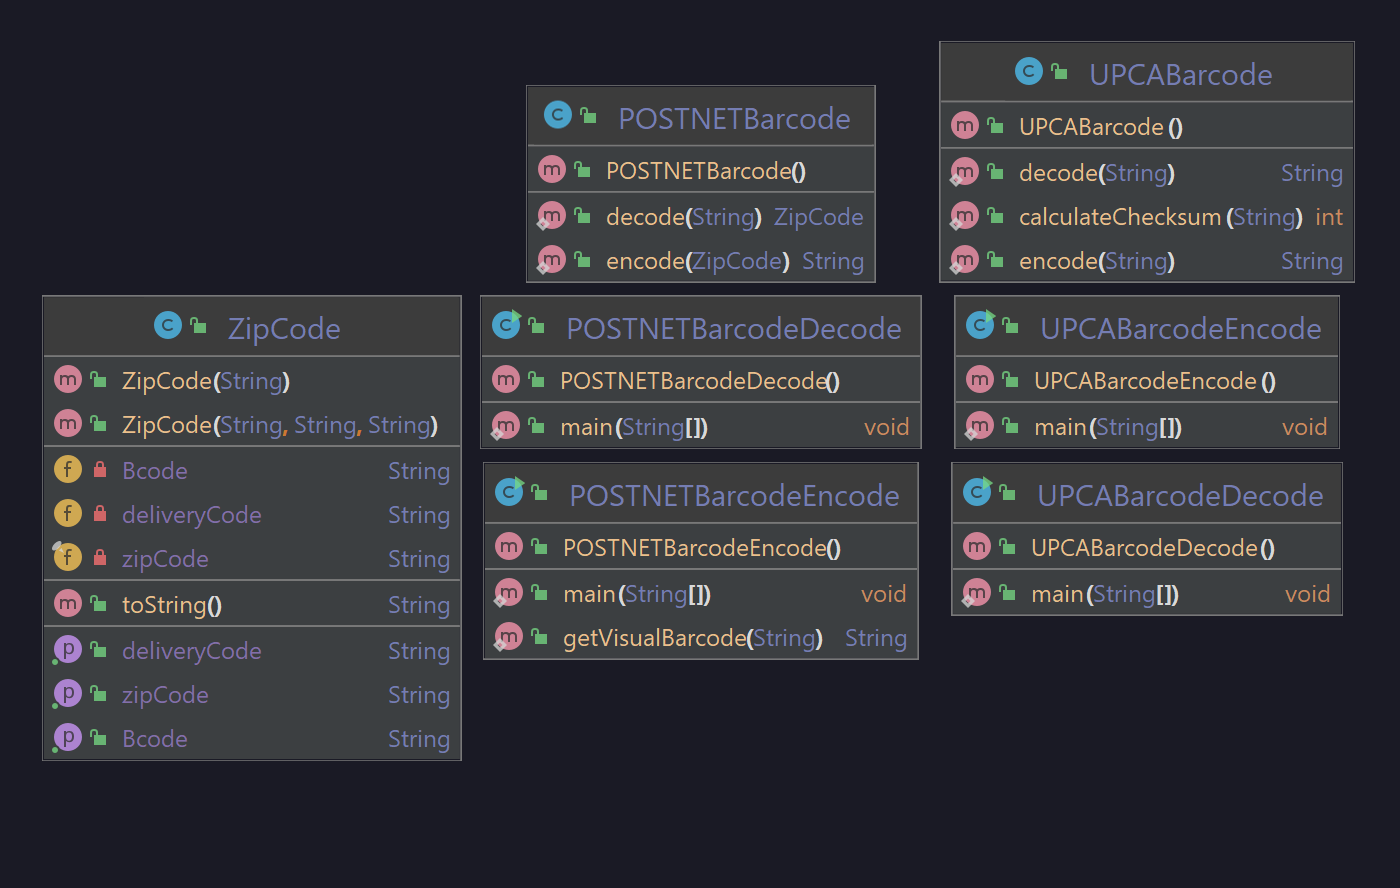 UPCABarcode
UPCABarcode()
decode(String) String
calculateChecksum(String) int
encode(String) String
POSTNETBarcode
POSTNETBarcode()
decode(String) ZipCode
encode(ZipCode) String
ZipCode
ZipCode(String)
ZipCode(String, String, String)
Bcode String
deliveryCode String
zipCode String
toString() String
deliveryCode String
zipCode String
Bcode String
POSTNETBarcodeDecode
POSTNETBarcodeDecode()
main(String[]) void
UPCABarcodeEncode
UPCABarcodeEncode()
main(String[]) void
POSTNETBarcodeEncode
POSTNETBarcodeEncode()
main(String[]) void
getVisualBarcode(String) String
UPCABarcodeDecode
UPCABarcodeDecode()
main(String[]) void